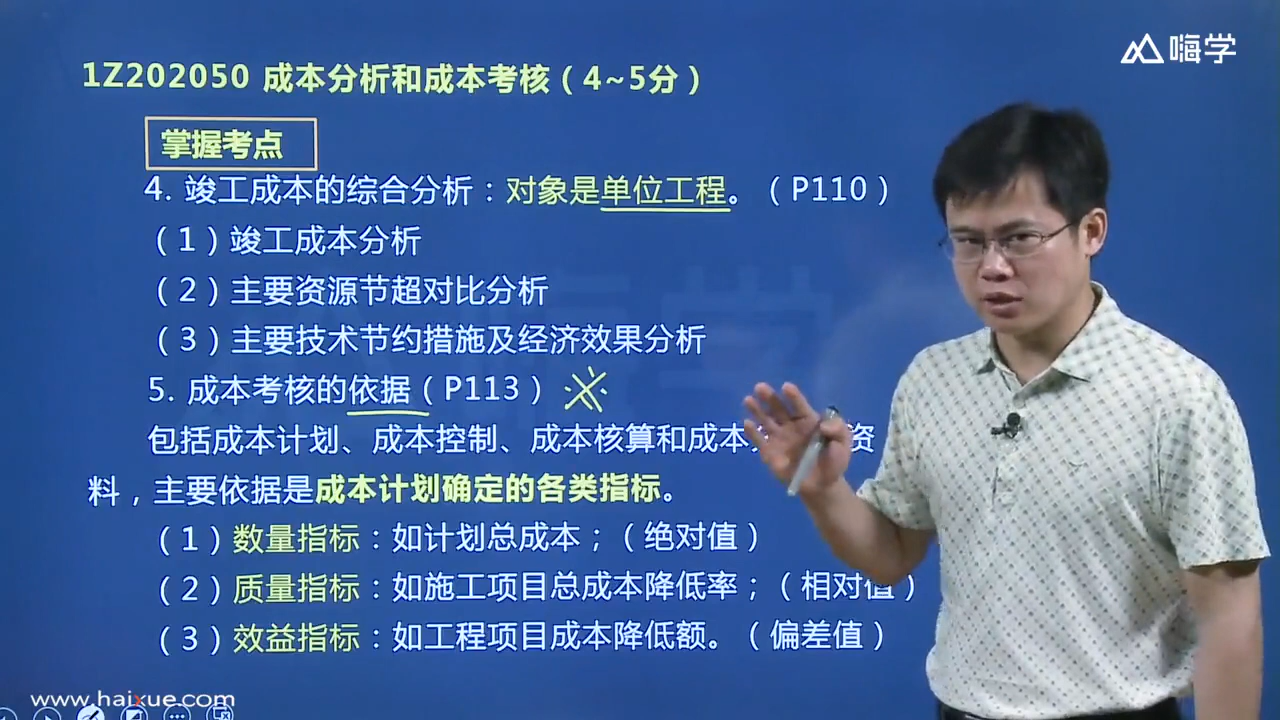 嗨学
1Z202050 成本分析和成本考核（4~5分）
掌握考点
4. 竣工成本的综合分析：对象是单位工程。（P110）
（1）竣工成本分析
（2）主要资源节超对比分析
（3）主要技术节约措施及经济效果分析
5. 成本考核的依据（P113）
包括成本计划、成本控制、成本核算和成本 资
料，主要依据是成本计划确定的各类指标。
（1）数量指标：如计划总成本；（绝对值）
（2）质量指标：如施工项目总成本降低率；（相对值）
（3）效益指标：如工程项目成本降低额。（偏差值）
www.haixue.com